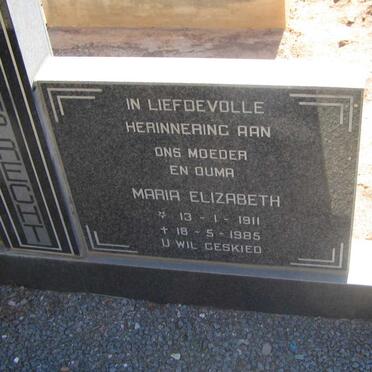 IN LIEFDEVOLLE
HERINNERING AAN
ONS MOEDER
EN OUMA
MARIA ELIZABETH
* 13 - 1 - 1911
† 18 - 5 - 1985
U WIL GESKIED